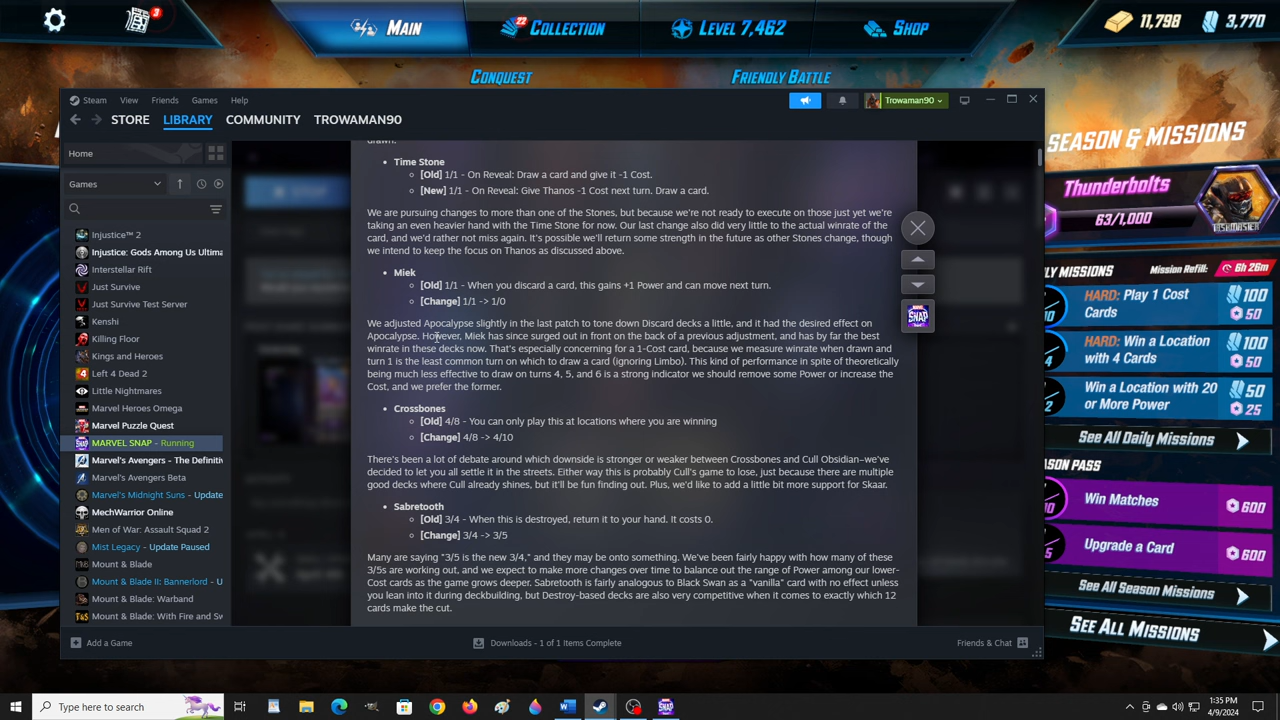 3
MAIN
22
COLLECTION
LEVEL 7,462
SHOP
11,798
3,770
CONQUEST
FRIENDLY BATTLE
Steam View Friends Games Help
Trowaman90
STORE LIBRARY COMMUNITY TROWAMAN90
Home
Games
Injustice™ 2
Injustice: Gods Among Us Ultima
Interstellar Rift
Just Survive
Just Survive Test Server
Kenshi
Killing Floor
Kings and Heroes
Left 4 Dead 2
Little Nightmares
Marvel Heroes Omega
Marvel Puzzle Quest
MARVEL SNAP - Running
Marvel's Avengers - The Definitiv
Marvel's Avengers Beta
Marvel's Midnight Suns - Update
MechWarrior Online
Men of War: Assault Squad 2
Mist Legacy - Update Paused
Mount & Blade
Mount & Blade II: Bannerlord - U
Mount & Blade: Warband
Mount & Blade: With Fire and Sw
drawn.
• Time Stone
[Old] 1/1 - On Reveal: Draw a card and give it -1 Cost.
[New] 1/1 - On Reveal: Give Thanos -1 Cost next turn. Draw a card.
We are pursuing changes to more than one of the Stones, but because we're not ready to execute on those just yet we're
taking an even heavier hand with the Time Stone for now. Our last change also did very little to the actual winrate of the
card, and we'd rather not miss again. It's possible we'll return some strength in the future as other Stones change, though
we intend to keep the focus on Thanos as discussed above.
• Miek
[Old] 1/1 - When you discard a card, this gains +1 Power and can move next turn.
[Change] 1/1 -> 1/0
We adjusted Apocalypse slightly in the last patch to tone down Discard decks a little, and it had the desired effect on
Apocalypse. However, Miek has since surged out in front on the back of a previous adjustment, and has by far the best
winrate in these decks now. That's especially concerning for a 1-Cost card, because we measure winrate when drawn and
turn 1 is the least common turn on which to draw a card (ignoring Limbo). This kind of performance in spite of theoretically
being much less effective to draw on turns 4, 5, and 6 is a strong indicator we should remove some Power or increase the
Cost, and we prefer the former.
• Crossbones
[Old] 4/8 - You can only play this at locations where you are winning
[Change] 4/8 -> 4/10
There's been a lot of debate around which downside is stronger or weaker between Crossbones and Cull Obsidian–we've
decided to let you all settle it in the streets. Either way this is probably Cull's game to lose, just because there are multiple
good decks where Cull already shines, but it'll be fun finding out. Plus, we'd like to add a little bit more support for Skaar.
• Sabretooth
[Old] 3/4 - When this is destroyed, return it to your hand. It costs 0.
[Change] 3/4 -> 3/5
Many are saying "3/5 is the new 3/4," and they may be onto something. We've been fairly happy with how many of these
3/5s are working out, and we expect to make more changes over time to balance out the range of Power among our lower-
Cost cards as the game grows deeper. Sabretooth is fairly analogous to Black Swan as a "vanilla" card with no effect unless
you lean into it during deckbuilding, but Destroy-based decks are also very competitive when it comes to exactly which 12
cards make the cut.
SNAP
Add a Game
Downloads - 1 of 1 Items Complete
Friends & Chat
SEASON & MISSIONS
Thunderbolts
63/1,000
TASKMASTER
LY MISSIONS Mission Refill: 6h 26m
HARD: Play 1 Cost
Cards
100
50
HARD: Win a Location
with 4 Cards
100
50
Win a Location with 20
or More Power
50
25
See All Daily Missions
ASON PASS
Win Matches
600
Upgrade a Card
600
See All Season Missions
SEE ALL MISSIONS
Type here to search
1:35 PM
4/9/2024